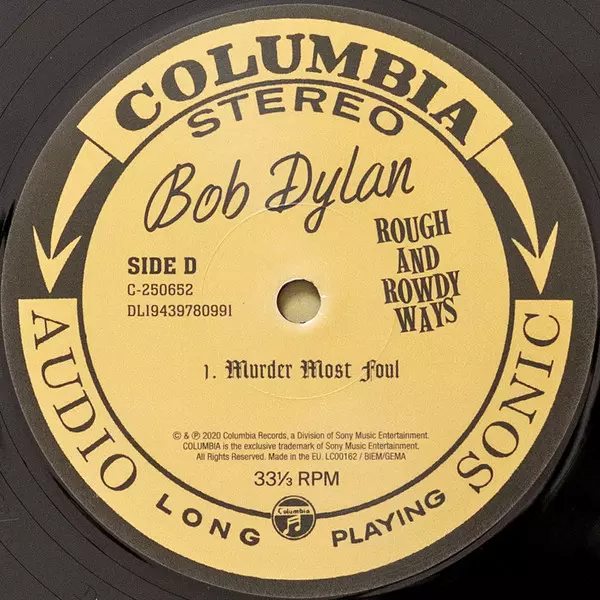 COLUMBIA
STEREO
Bob Dylan
ROUGH
AND
ROWDY
WAYS
SIDE D
C-250652
DL19439780991
1. Murder Most Foul
© & ℗ 2020 Columbia Records, a Division of Sony Music Entertainment.
COLUMBIA is the exclusive trademark of Sony Music Entertainment.
All Rights Reserved. Made in the EU. LC00162 / BIEM/GEMA
33⅓ RPM
Columbia
AUDIO
LONG
PLAYING
SONIC